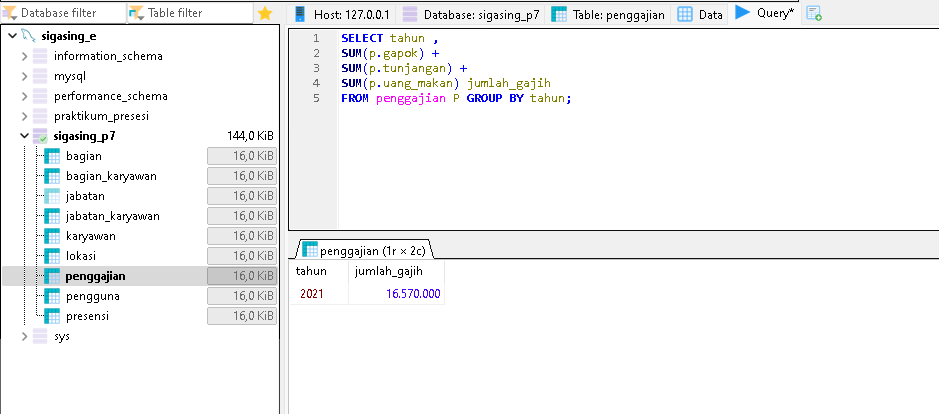 Database filter
Table filter
Host: 127.0.0.1
Database: sigasing_p7
Table: penggajian
Data
Query*
sigasing_e
information_schema
mysql
performance_schema
praktikum_presesi
sigasing_p7 144,0 KiB
bagian 16,0 KiB
bagian_karyawan 16,0 KiB
jabatan 16,0 KiB
jabatan_karyawan 16,0 KiB
karyawan 16,0 KiB
lokasi 16,0 KiB
penggajian 16,0 KiB
pengguna 16,0 KiB
presensi 16,0 KiB
sys
1 SELECT tahun ,
2 SUM(p.gapok) +
3 SUM(p.tunjangan) +
4 SUM(p.uang_makan) jumlah_gajih
5 FROM penggajian P GROUP BY tahun;
penggajian (1r × 2c)
tahun jumlah_gajih
2021 16.570.000